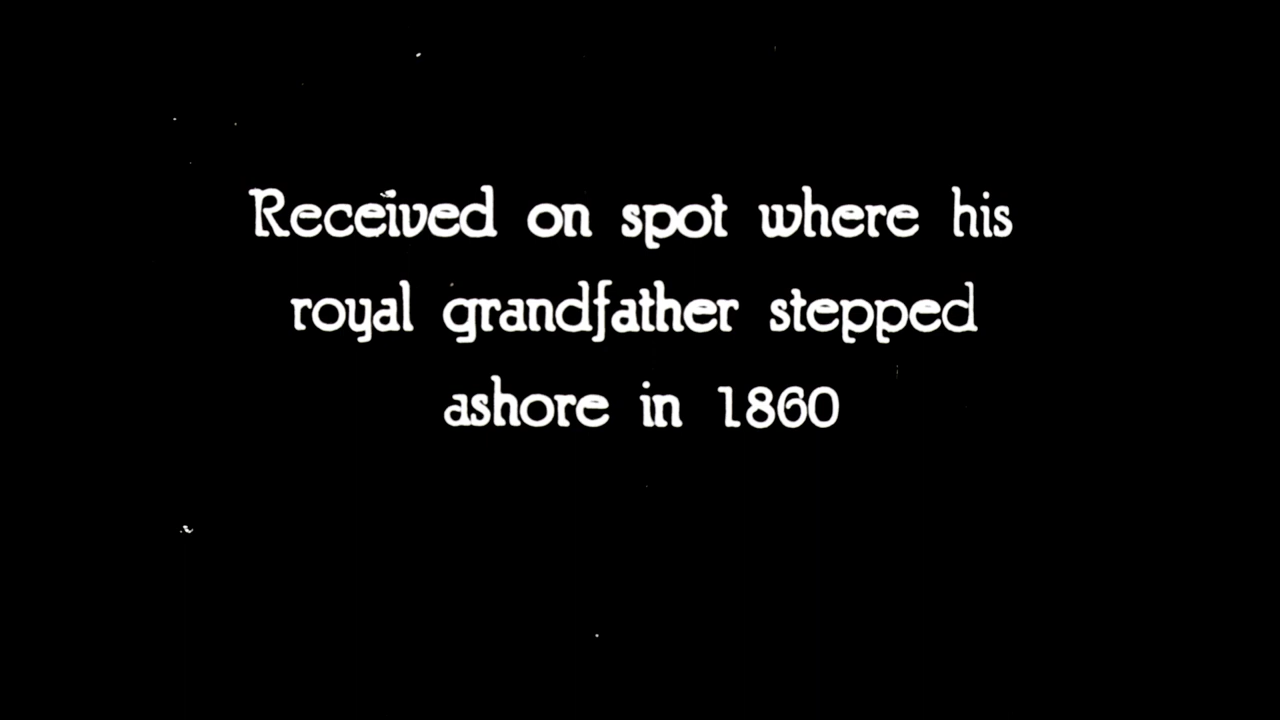 Received on spot where his
royal grandfather stepped
ashore in 1860